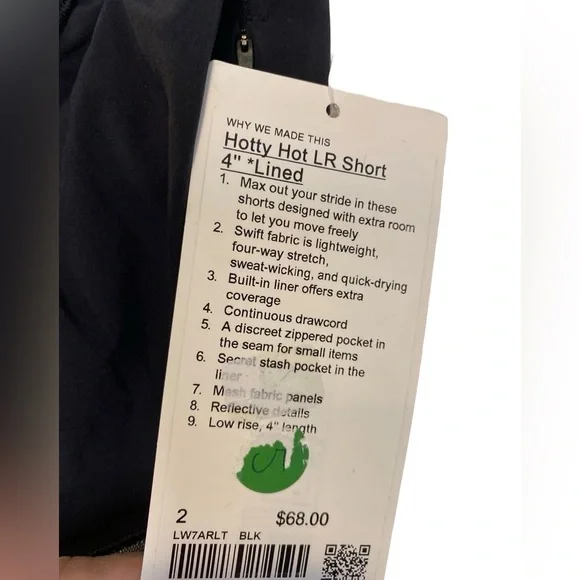 WHY WE MADE THIS
Hotty Hot LR Short
4" *Lined
1. Max out your stride in these
shorts designed with extra room
to let you move freely
2. Swift fabric is lightweight,
four-way stretch,
sweat-wicking, and quick-drying
3. Built-in liner offers extra
coverage
4. Continuous drawcord
5. A discreet zippered pocket in
the seam for small items
6. Secret stash pocket in the
liner
7. Mesh fabric panels
8. Reflective details
9. Low rise, 4" length
2 $68.00
LW7ARLT BLK